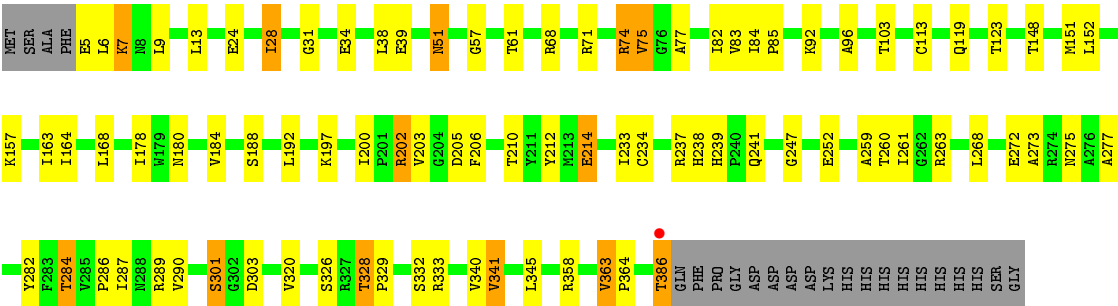 MET SER ALA PHE E5 L6 K7 N8 L9 L13 E24 I28 G31 E34 L38 E39 N51 G57 T61 R68 R71 R74 V75 G76 A77 I82 V83 I84 P85 K92 A96 T103 C113 Q119 T123 T148 M151 L152
K157 I163 I164 L168 I178 W179 N180 V184 S188 L192 K197 I200 P201 R202 V203 G204 D205 F206 T210 Y211 Y212 M213 E214 I233 C234 R237 H238 H239 P240 Q241 G247 E252 A259 T260 I261 G262 R263 L268 E272 A273 R274 N275 A276 A277
Y282 F283 T284 V285 P286 I287 N288 R289 V290 S301 G302 D303 V320 S326 R327 T328 P329 S332 R333 V340 V341 L345 R358 V363 P364 T386 GLN PHE PRO GLY ASP ASP ASP ASP LYS HIS HIS HIS HIS HIS HIS HIS HIS SER GLY